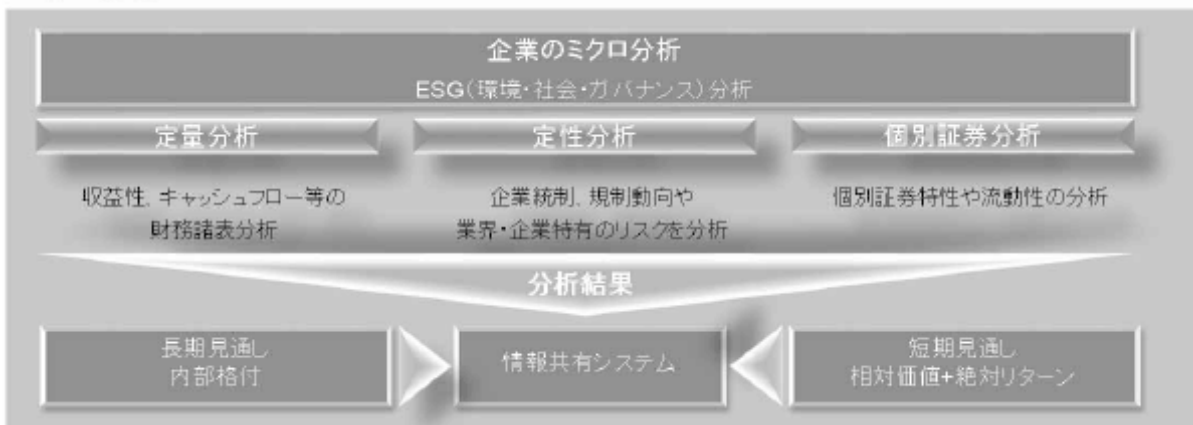 企業のミクロ分析
ESG(環境・社会・ガバナンス)分析
定量分析
収益性、キャッシュフロー等の
財務諸表分析
定性分析
企業統制、規制動向や
業界・企業特有のリスクを分析
個別証券分析
個別証券特性や流動性の分析
分析結果
長期見通し
内部格付
情報共有システム
短期見通し
相対価値+絶対リターン